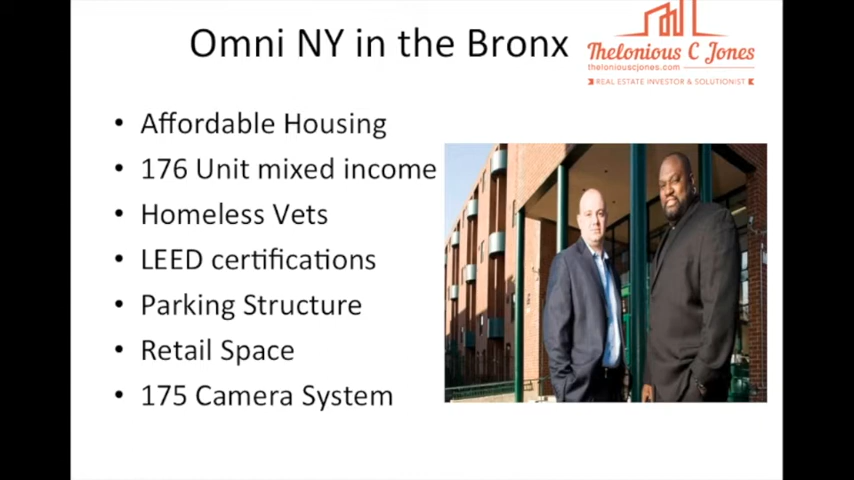 Omni NY in the Bronx
Thelonious C Jones
theloniouscjones.com
REAL ESTATE INVESTOR & SOLUTIONIST
• Affordable Housing
• 176 Unit mixed income
• Homeless Vets
• LEED certifications
• Parking Structure
• Retail Space
• 175 Camera System